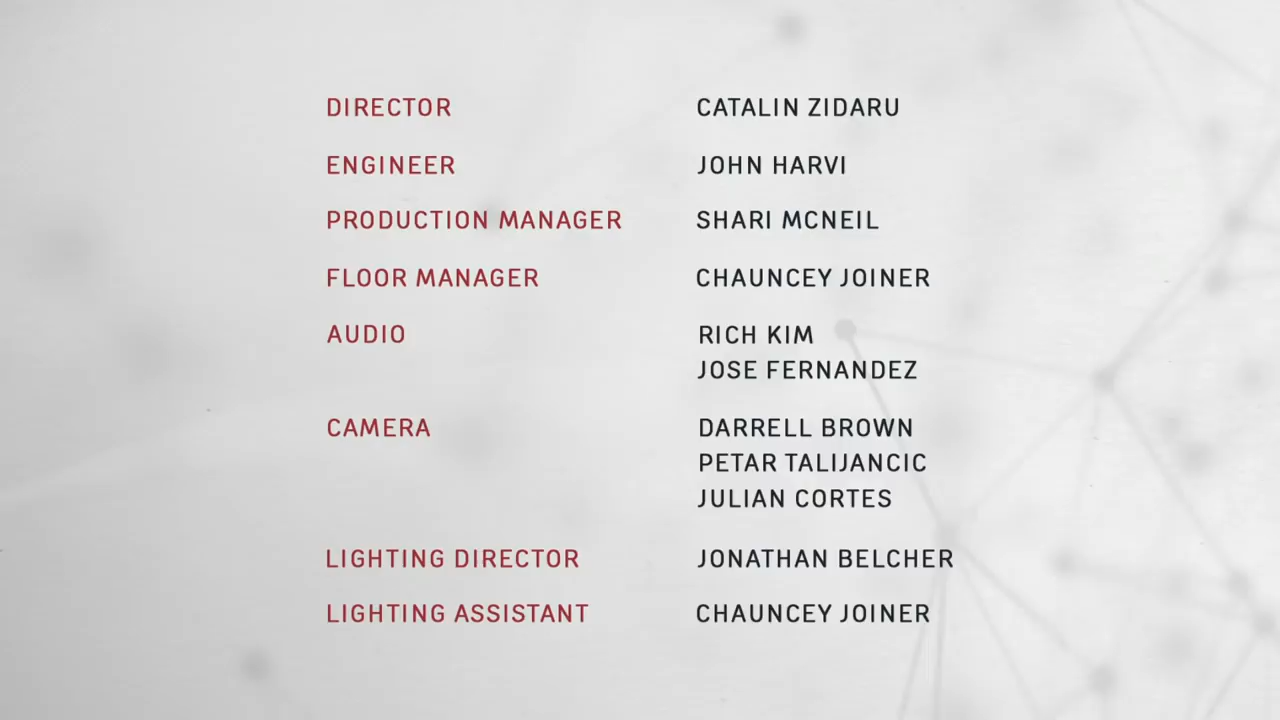 DIRECTOR CATALIN ZIDARU
ENGINEER JOHN HARVI
PRODUCTION MANAGER SHARI MCNEIL
FLOOR MANAGER CHAUNCEY JOINER
AUDIO RICH KIM
JOSE FERNANDEZ
CAMERA DARRELL BROWN
PETAR TALIJANCIC
JULIAN CORTES
LIGHTING DIRECTOR JONATHAN BELCHER
LIGHTING ASSISTANT CHAUNCEY JOINER